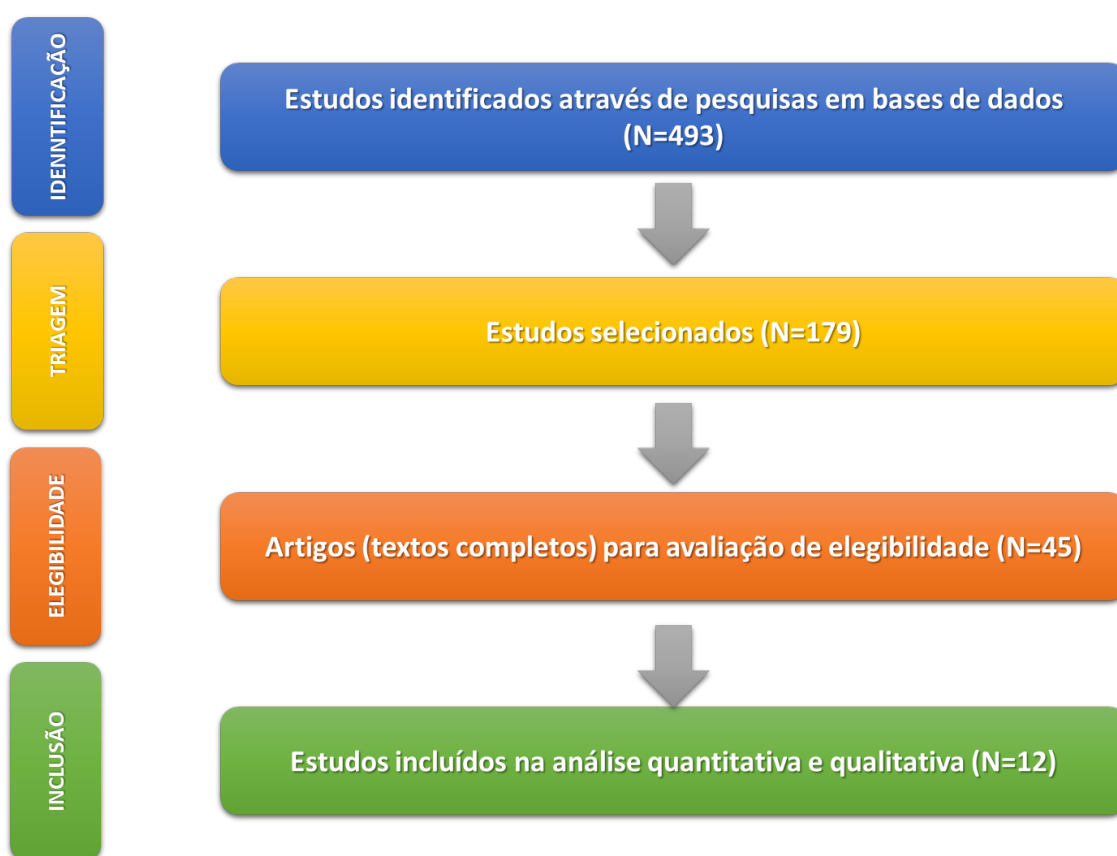 IDENNTIFICAÇÃO
Estudos identificados através de pesquisas em bases de dados
(N=493)
TRIAGEM
Estudos selecionados (N=179)
ELEGIBILIDADE
Artigos (textos completos) para avaliação de elegibilidade (N=45)
INCLUSÃO
Estudos incluídos na análise quantitativa e qualitativa (N=12)